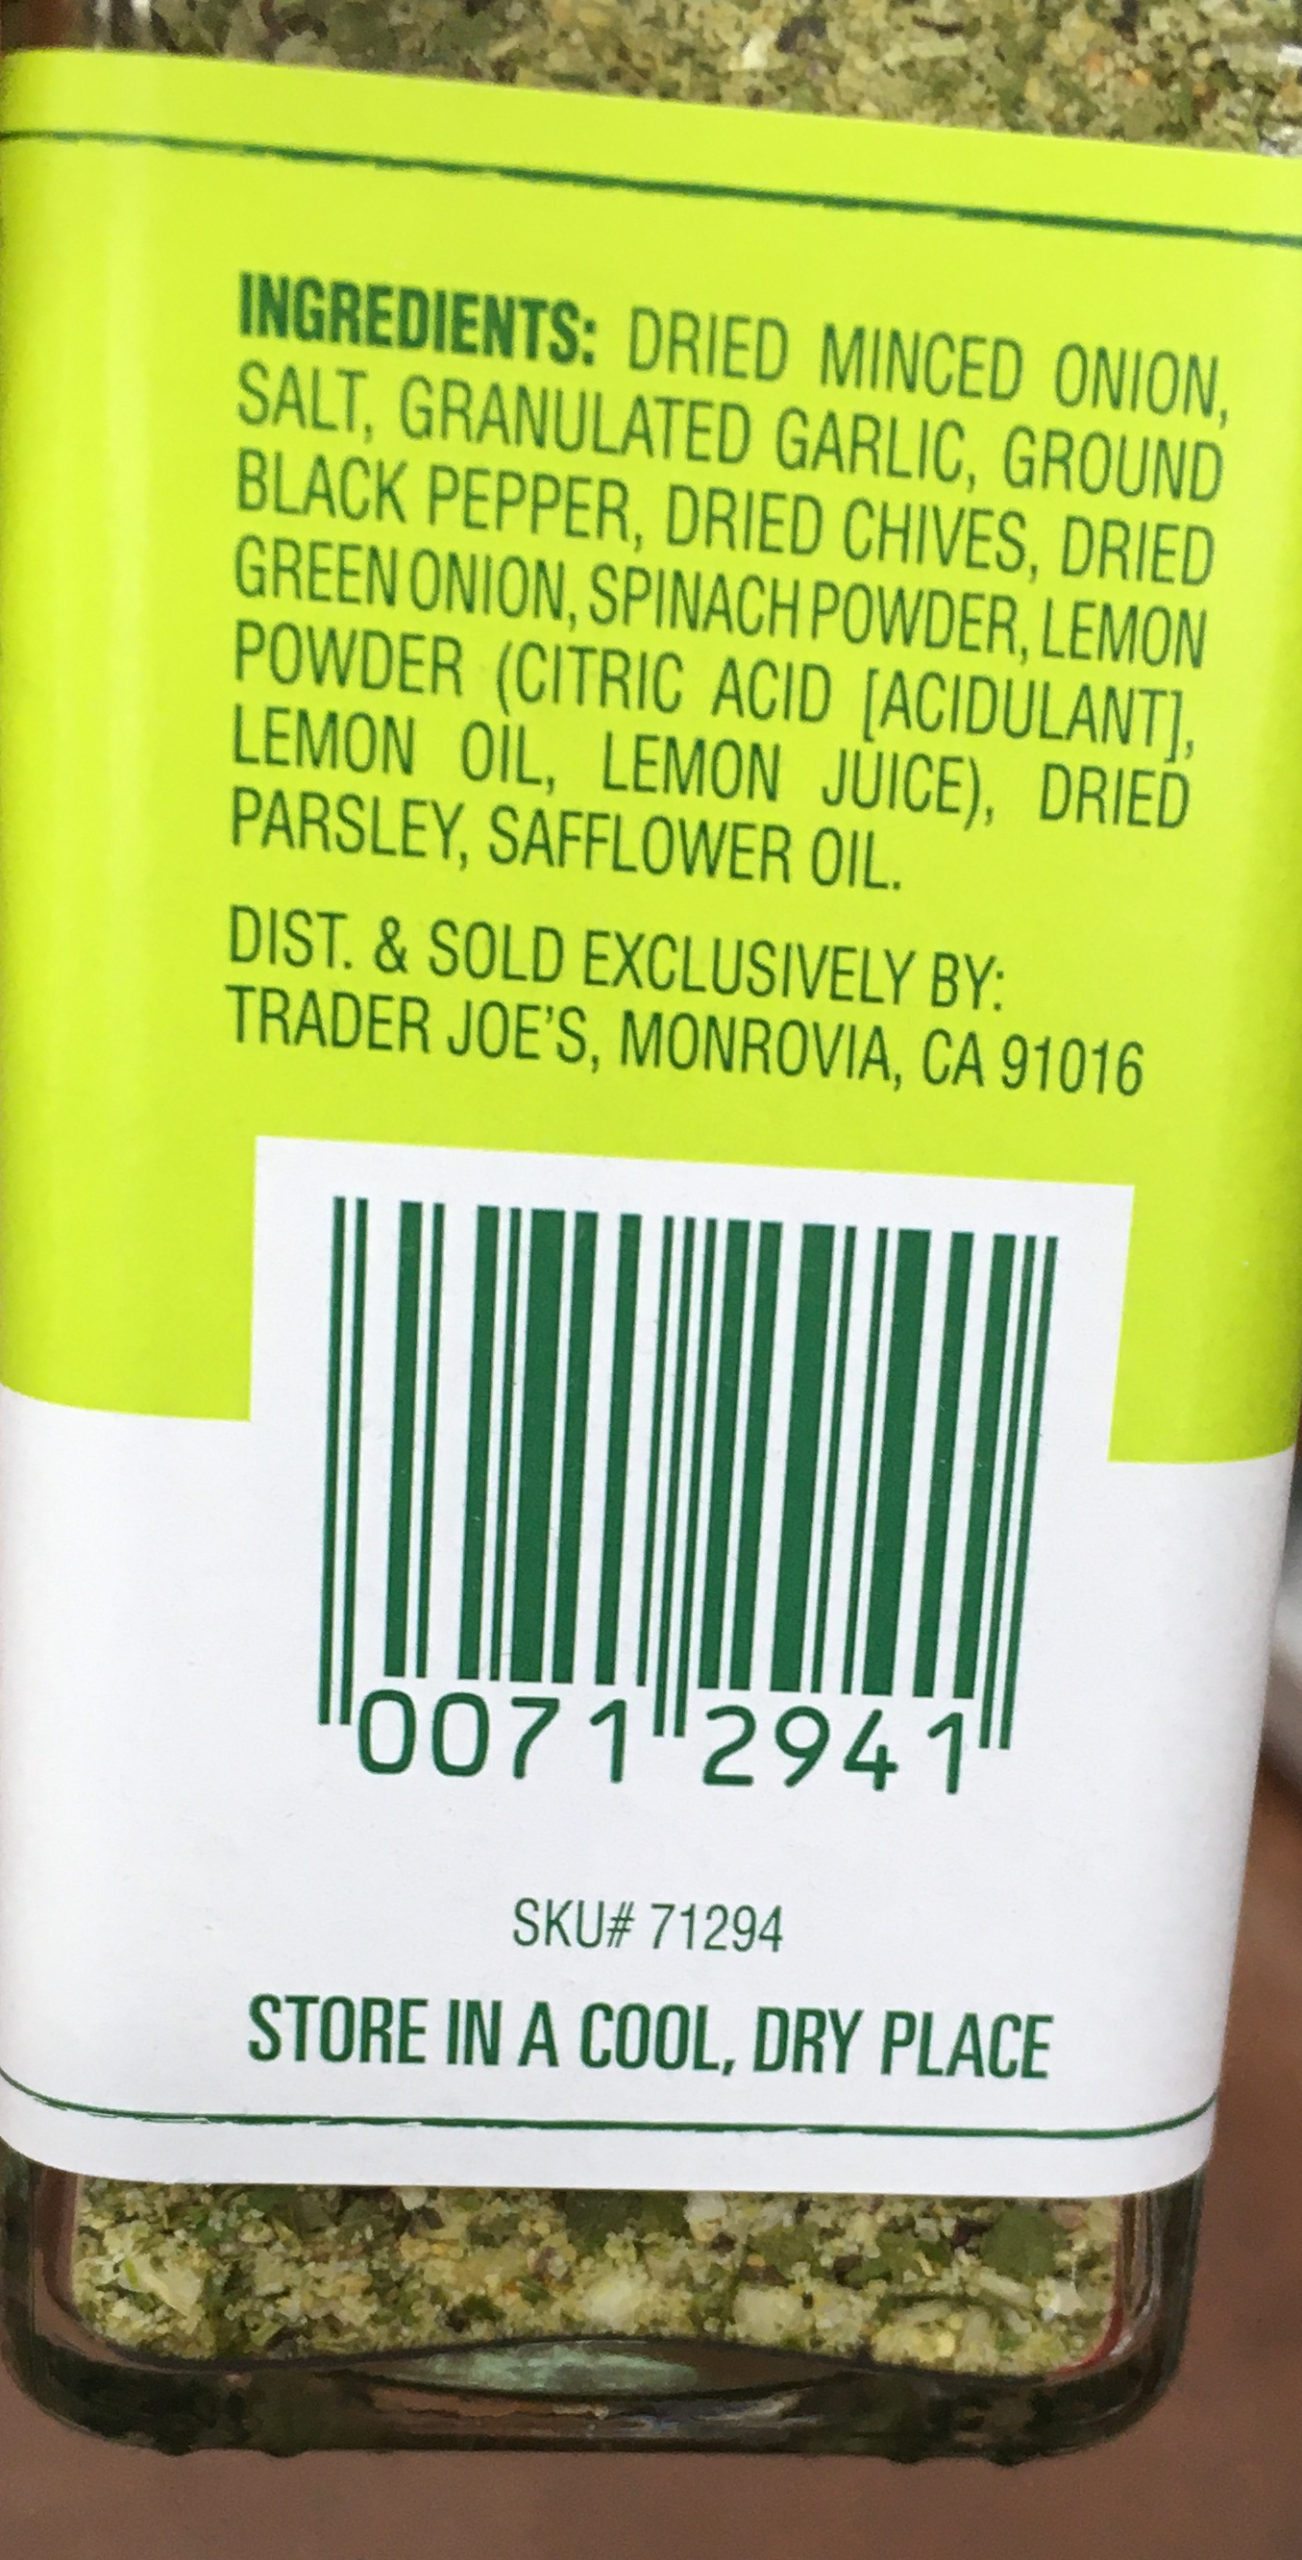 INGREDIENTS: DRIED MINCED ONION,
SALT, GRANULATED GARLIC, GROUND
BLACK PEPPER, DRIED CHIVES, DRIED
GREEN ONION, SPINACH POWDER, LEMON
POWDER (CITRIC ACID [ACIDULANT],
LEMON OIL, LEMON JUICE), DRIED
PARSLEY, SAFFLOWER OIL.
DIST. & SOLD EXCLUSIVELY BY:
TRADER JOE'S, MONROVIA, CA 91016
0071 2941
SKU# 71294
STORE IN A COOL, DRY PLACE